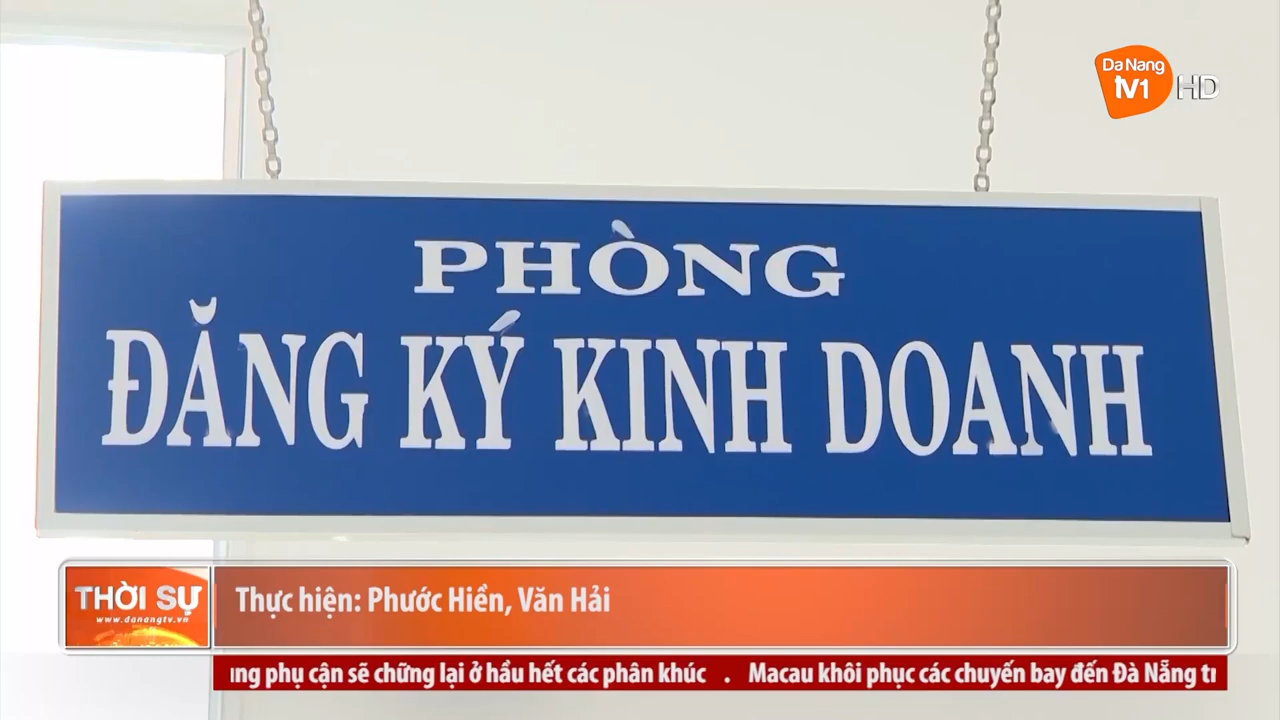 Da Nang
tv1 HD
PHÒNG
ĐĂNG KÝ KINH DOANH
THỜI SỰ
www.danangtv.vn
Thực hiện: Phước Hiền, Văn Hải
phụ cận sẽ chững lại ở hầu hết các phân khúc . Macau khôi phục các chuyến bay đến Đà Nẵng